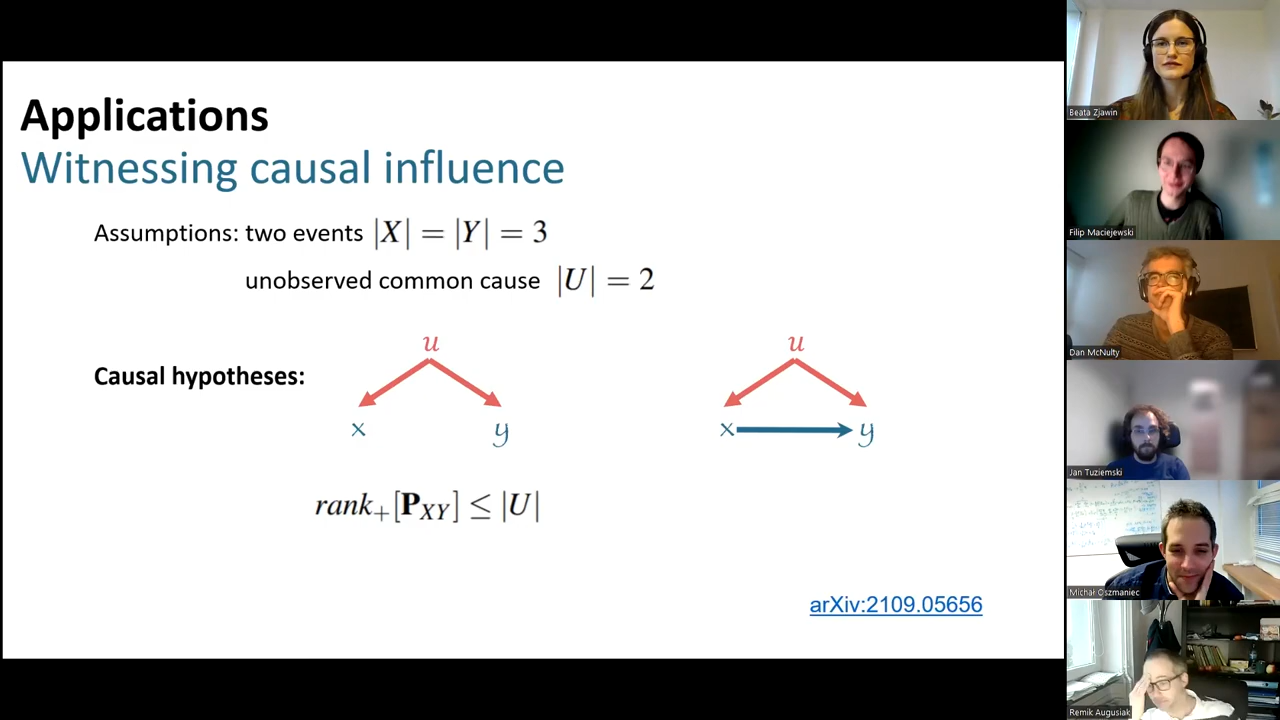 Applications
Witnessing causal influence
Assumptions: two events |X| = |Y| = 3
unobserved common cause |U| = 2
Causal hypotheses:
u
x
y
u
x
y
rank₊[P_XY] ≤ |U|
arXiv:2109.05656
Beata Zjawin
Filip Maciejewski
Dan McNulty
Jan Tuziemski
Michał Oszmaniec
Remik Augusiak